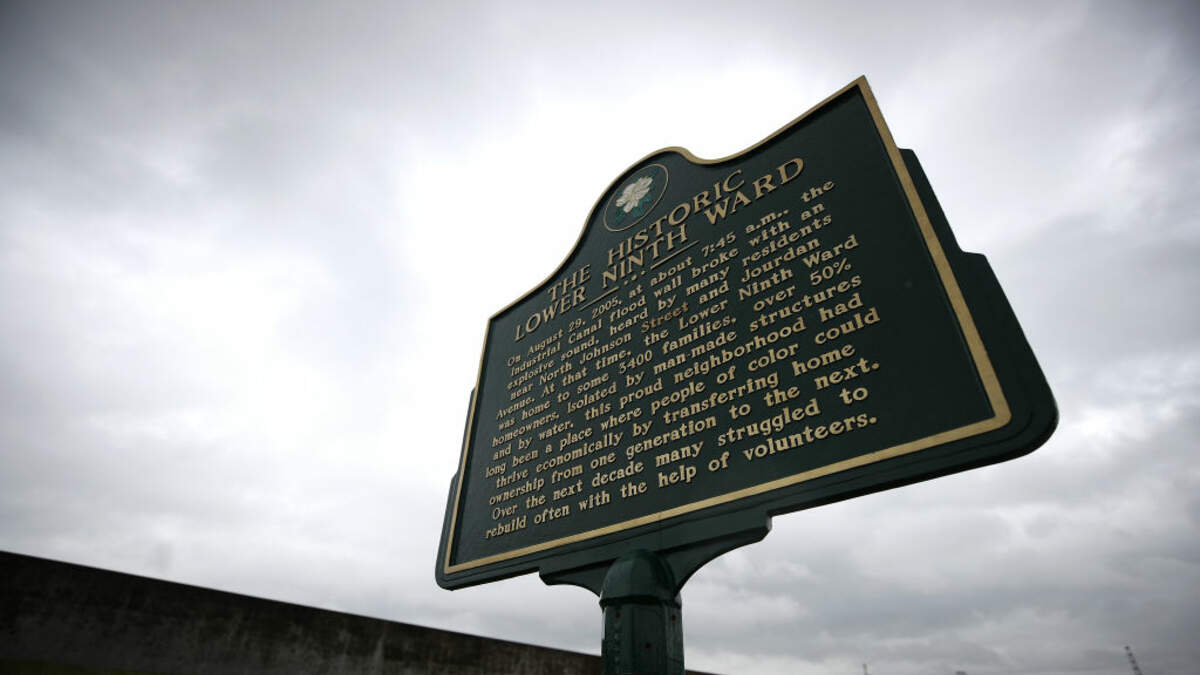 THE HISTORIC
LOWER NINTH WARD
On August 29, 2005, at about 7:45 a.m., the
Industrial Canal flood wall broke with an
explosive sound, heard by many residents
near North Johnson Street and Jourdan
Avenue. At that time, the Lower Ninth Ward
was home to some 3400 families, over 50%
homeowners. Isolated by man-made structures
and by water, this proud neighborhood had
long been a place where people of color could
thrive economically by transferring home
ownership from one generation to the next.
Over the next decade many struggled to
rebuild often with the help of volunteers.